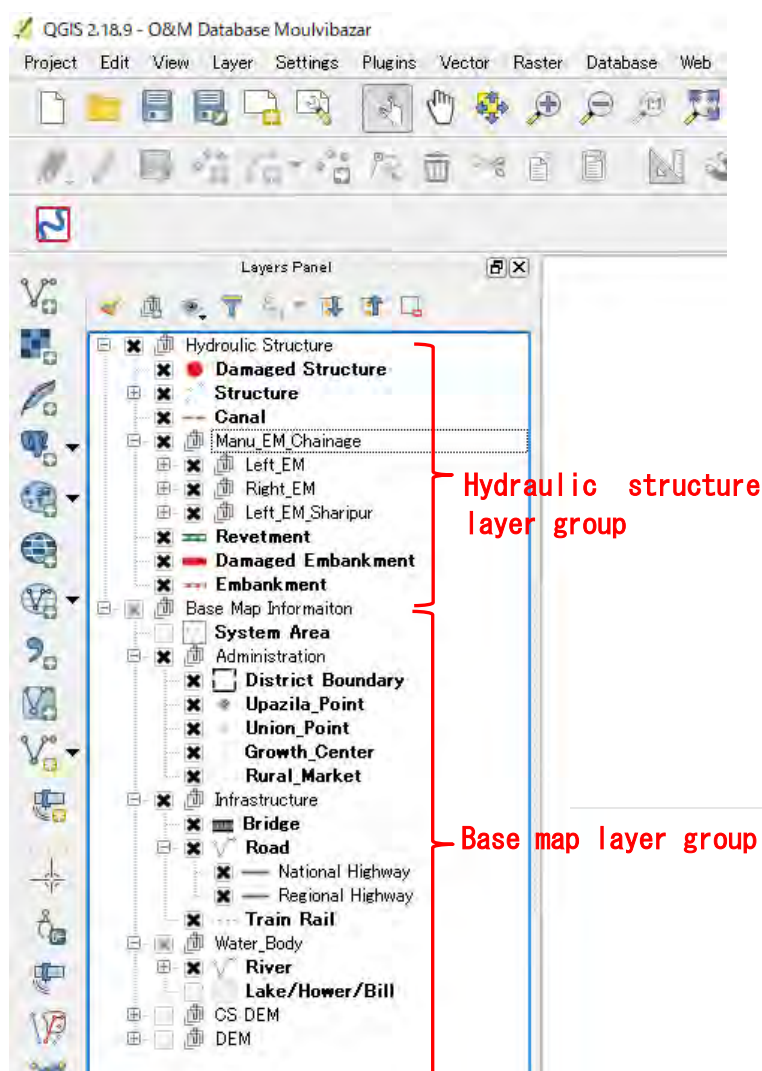 QGIS 2.18.9 - O&M Database Moulvibazar
Project Edit View Layer Settings Plugins Vector Raster Database Web
Layers Panel
Hydroulic Structure
Damaged Structure
Structure
Canal
Manu_EM_Chainage
Left_EM
Right_EM
Left_EM_Sharipur
Revetment
Damaged Embankment
Embankment
Base Map Informaiton
System Area
Administration
District Boundary
Upazila_Point
Union_Point
Growth_Center
Rural_Market
Infrastructure
Bridge
Road
National Highway
Regional Highway
Train Rail
Water_Body
River
Lake/Hower/Bill
CS DEM
DEM
Hydraulic structure
layer group
Base map layer group